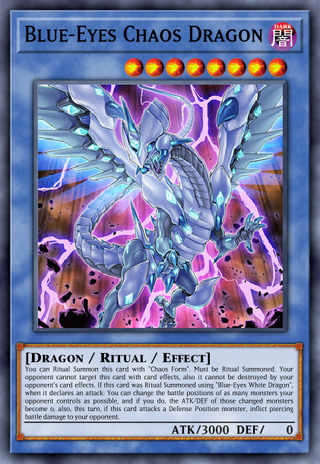 Blue-Eyes Chaos Dragon
DARK
闇
[Dragon / Ritual / Effect]
You can Ritual Summon this card with "Chaos Form". Must be Ritual Summoned. Your
opponent cannot target this card with card effects, also it cannot be destroyed by
your opponent's card effects. If this card was Ritual Summoned using "Blue-Eyes White Dragon",
when it declares an attack: You can change the battle positions of as many monsters your
opponent controls as possible, and if you do, the ATK/DEF of those changed monsters
become 0, also, this turn, if this card attacks a Defense Position monster, inflict piercing
battle damage to your opponent.
ATK/3000 DEF/ 0